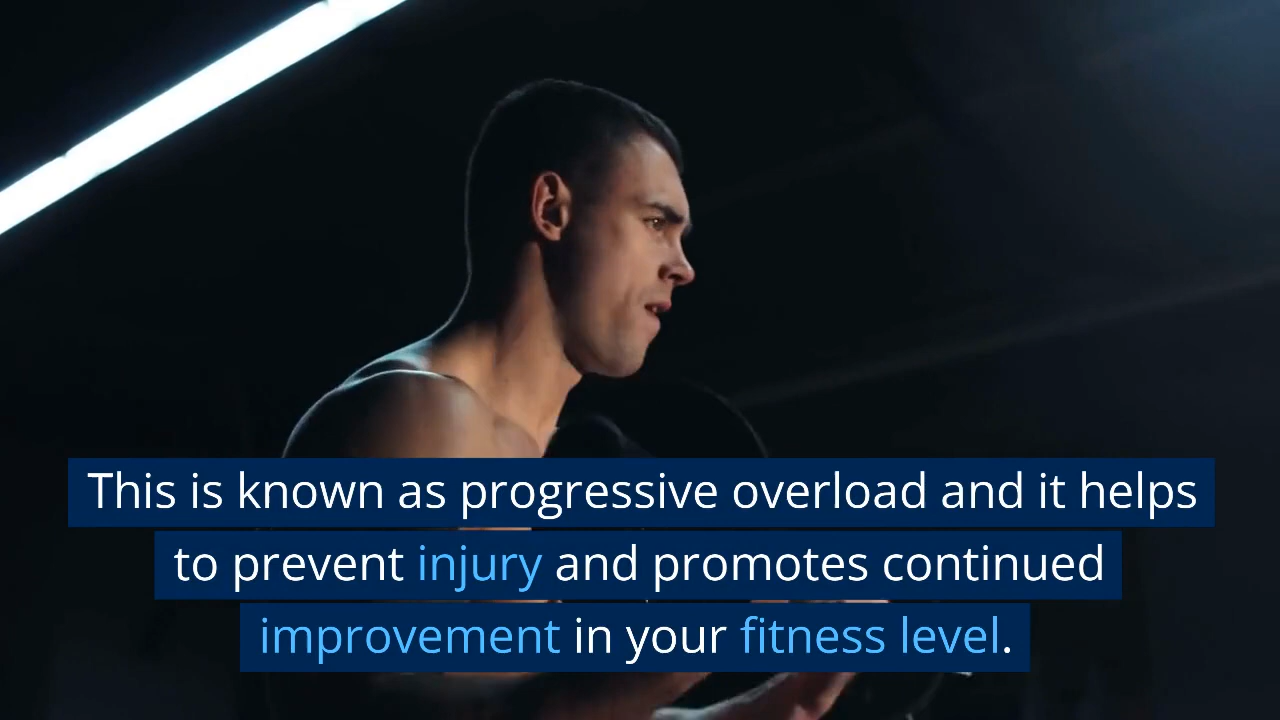 This is known as progressive overload and it helps
to prevent injury and promotes continued
improvement in your fitness level.